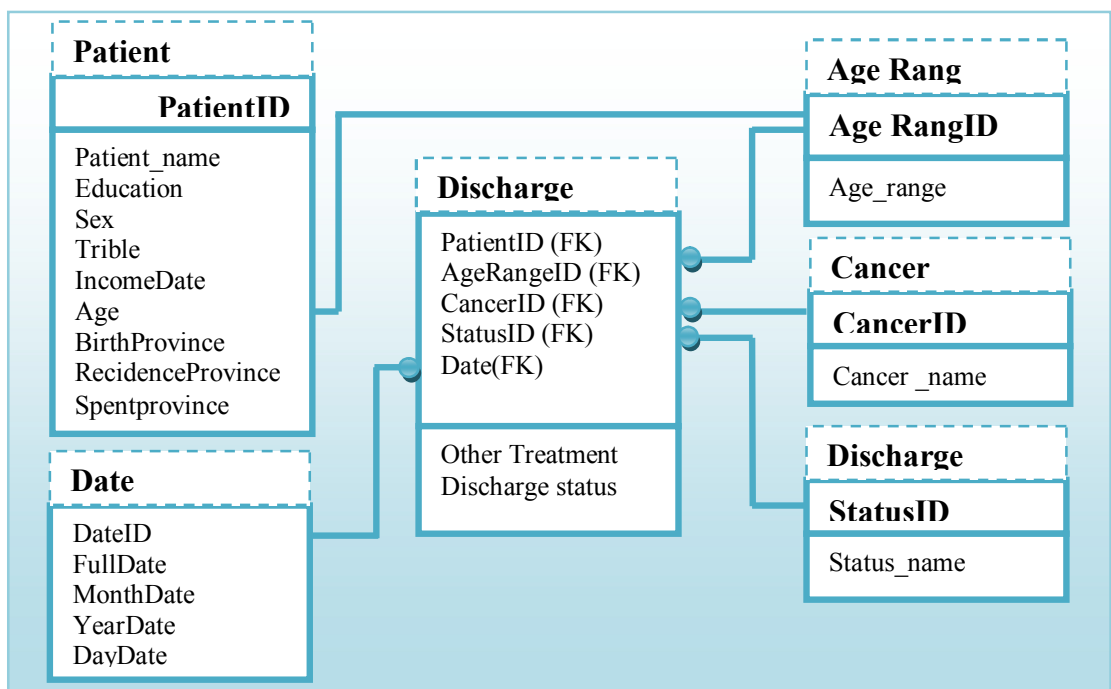 Patient
PatientID
Patient_name
Education
Sex
Trible
IncomeDate
Age
BirthProvince
RecidenceProvince
Spentprovince
Date
DateID
FullDate
MonthDate
YearDate
DayDate
Discharge
PatientID (FK)
AgeRangeID (FK)
CancerID (FK)
StatusID (FK)
Date(FK)
Other Treatment
Discharge status
Age Rang
Age RangID
Age_range
Cancer
CancerID
Cancer _name
Discharge
StatusID
Status_name